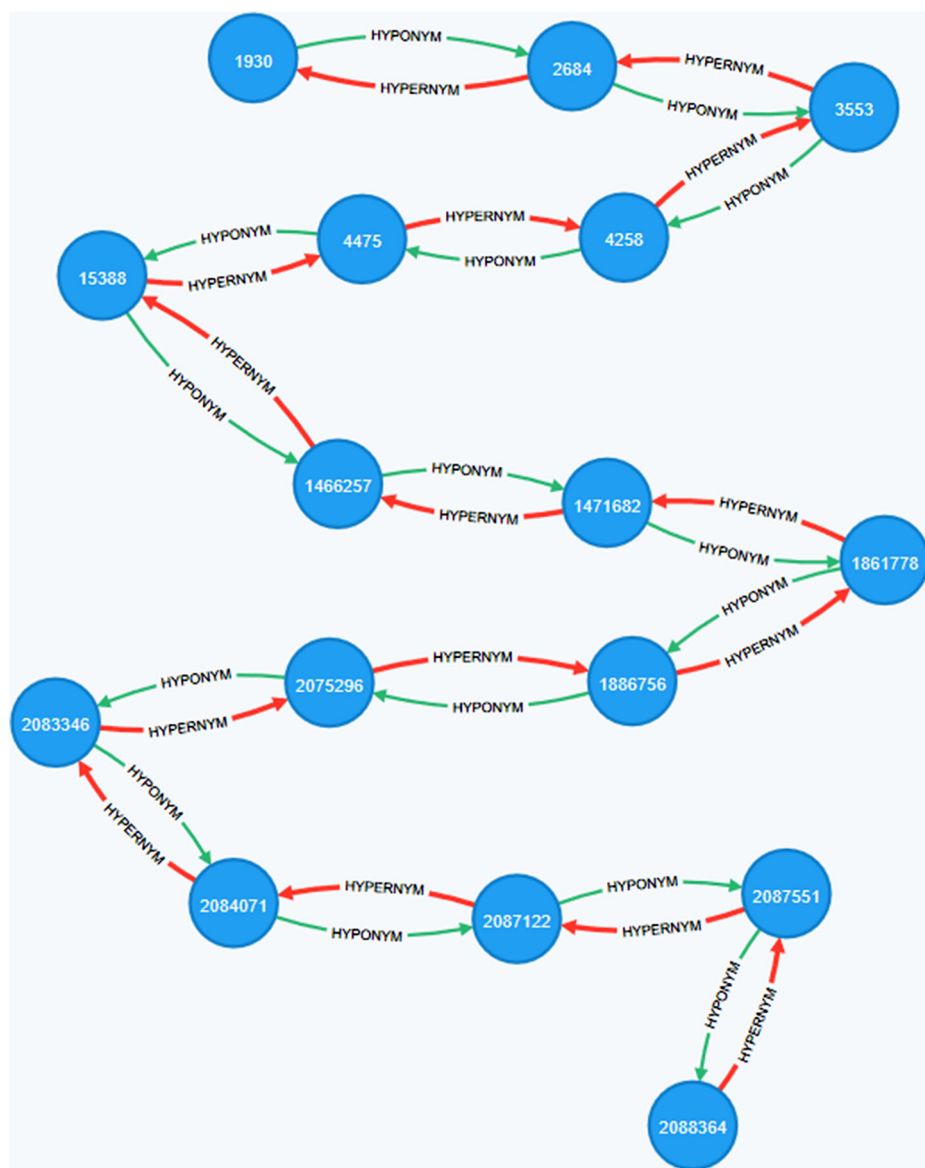 HYPONYM
1930
2684
HYPERNYM
HYPERNYM
HYPONYM
3553
HYPERNYM
HYPONYM
HYPERNYM
HYPONYM
4475
4258
HYPONYM
15388
HYPERNYM
HYPERNYM
HYPONYM
HYPONYM
1466257
HYPERNYM
1471682
HYPERNYM
HYPONYM
1861778
HYPONYM
HYPERNYM
HYPERNYM
HYPONYM
2075296
1886756
HYPONYM
2083346
HYPERNYM
HYPONYM
HYPERNYM
HYPERNYM
HYPONYM
2084071
2087122
2087551
HYPONYM
HYPERNYM
HYPONYM
HYPERNYM
2088364